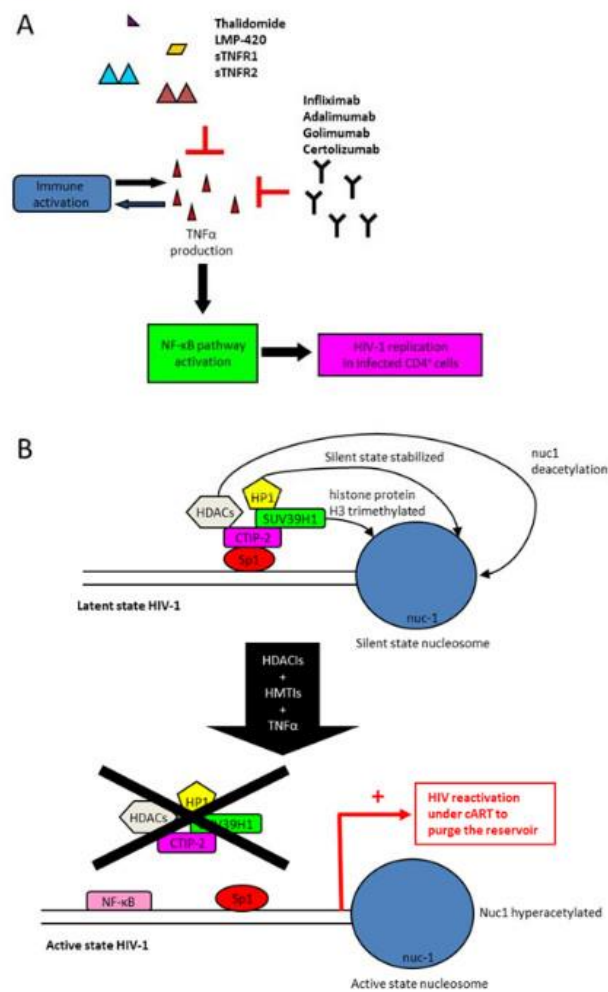 A
Thalidomide
LMP-420
sTNFR1
sTNFR2
Infliximab
Adalimumab
Golimumab
Certolizumab
Immune
activation
TNFα
production
NF-κB pathway
activation
HIV-1 replication
in infected CD4⁺ cells
B
nuc1
deacetylation
Silent state stabilized
HP1
HDACs
histone protein
H3 trimethylated
SUV39H1
CTIP-2
Sp1
Latent state HIV-1
nuc-1
Silent state nucleosome
HDACIs
+
HMTIs
+
TNFα
+
HIV reactivation
under cART to
purge the reservoir
HP1
HDACs
SUV39H1
CTIP-2
NF-κB
Sp1
Nuc1 hyperacetylated
Active state HIV-1
nuc-1
Active state nucleosome